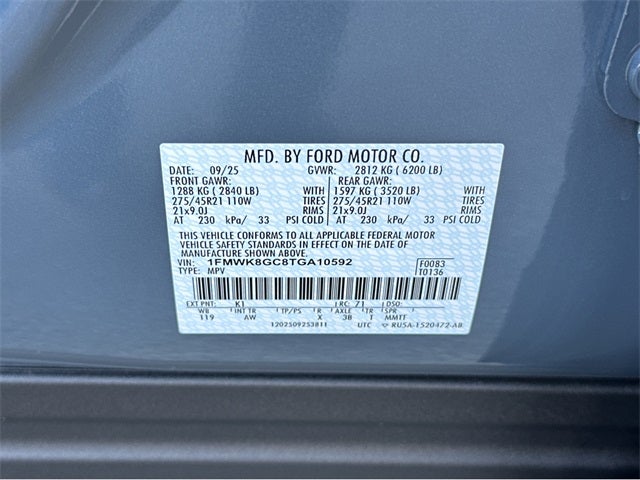 MFD. BY FORD MOTOR CO.
DATE: 09/25 GVWR: 2812 KG ( 6200 LB)
FRONT GAWR: REAR GAWR:
1288 KG ( 2840 LB) WITH 1597 KG ( 3520 LB) WITH
275/45R21 110W TIRES 275/45R21 110W TIRES
21x9.0J RIMS 21x9.0J RIMS
AT 230 kPa/ 33 PSI COLD AT 230 kPa/ 33 PSI COLD
THIS VEHICLE CONFORMS TO ALL APPLICABLE FEDERAL MOTOR
VEHICLE SAFETY STANDARDS IN EFFECT ON THE DATE OF
MANUFACTURE SHOWN ABOVE.
VIN: 1FMWK8GC8TGA10592 F0083
TYPE: MPV T0136
EXT PNT: K1 RC: 71 DSO:
WB INT TR TP/PS R AXLE TR SPR
119 AW X 3B T MMTT
1202509253811 UTC RU5A-1520472-AB